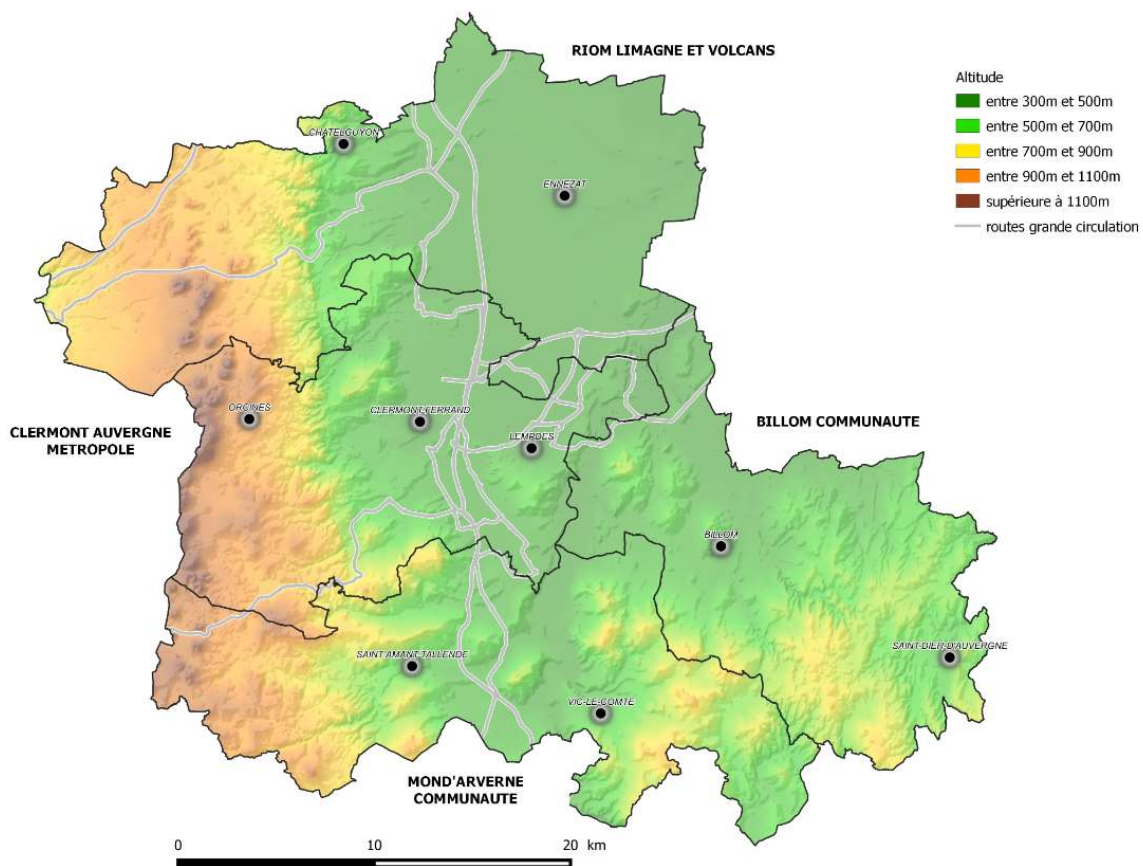 RIOM LIMAGNE ET VOLCANS
Altitude
entre 300m et 500m
entre 500m et 700m
entre 700m et 900m
entre 900m et 1100m
supérieure à 1100m
routes grande circulation
CHATELGUYON
ENNEZAT
ORCINES
CLERMONT-FERRAND
LEMPDES
CLERMONT AUVERGNE
METROPOLE
BILLOM COMMUNAUTE
BILLOM
SAINT-DIER-D'AUVERGNE
SAINT-AMANT-TALLENDE
VIC-LE-COMTE
MOND'ARVERNE
COMMUNAUTE
0 10 20 km